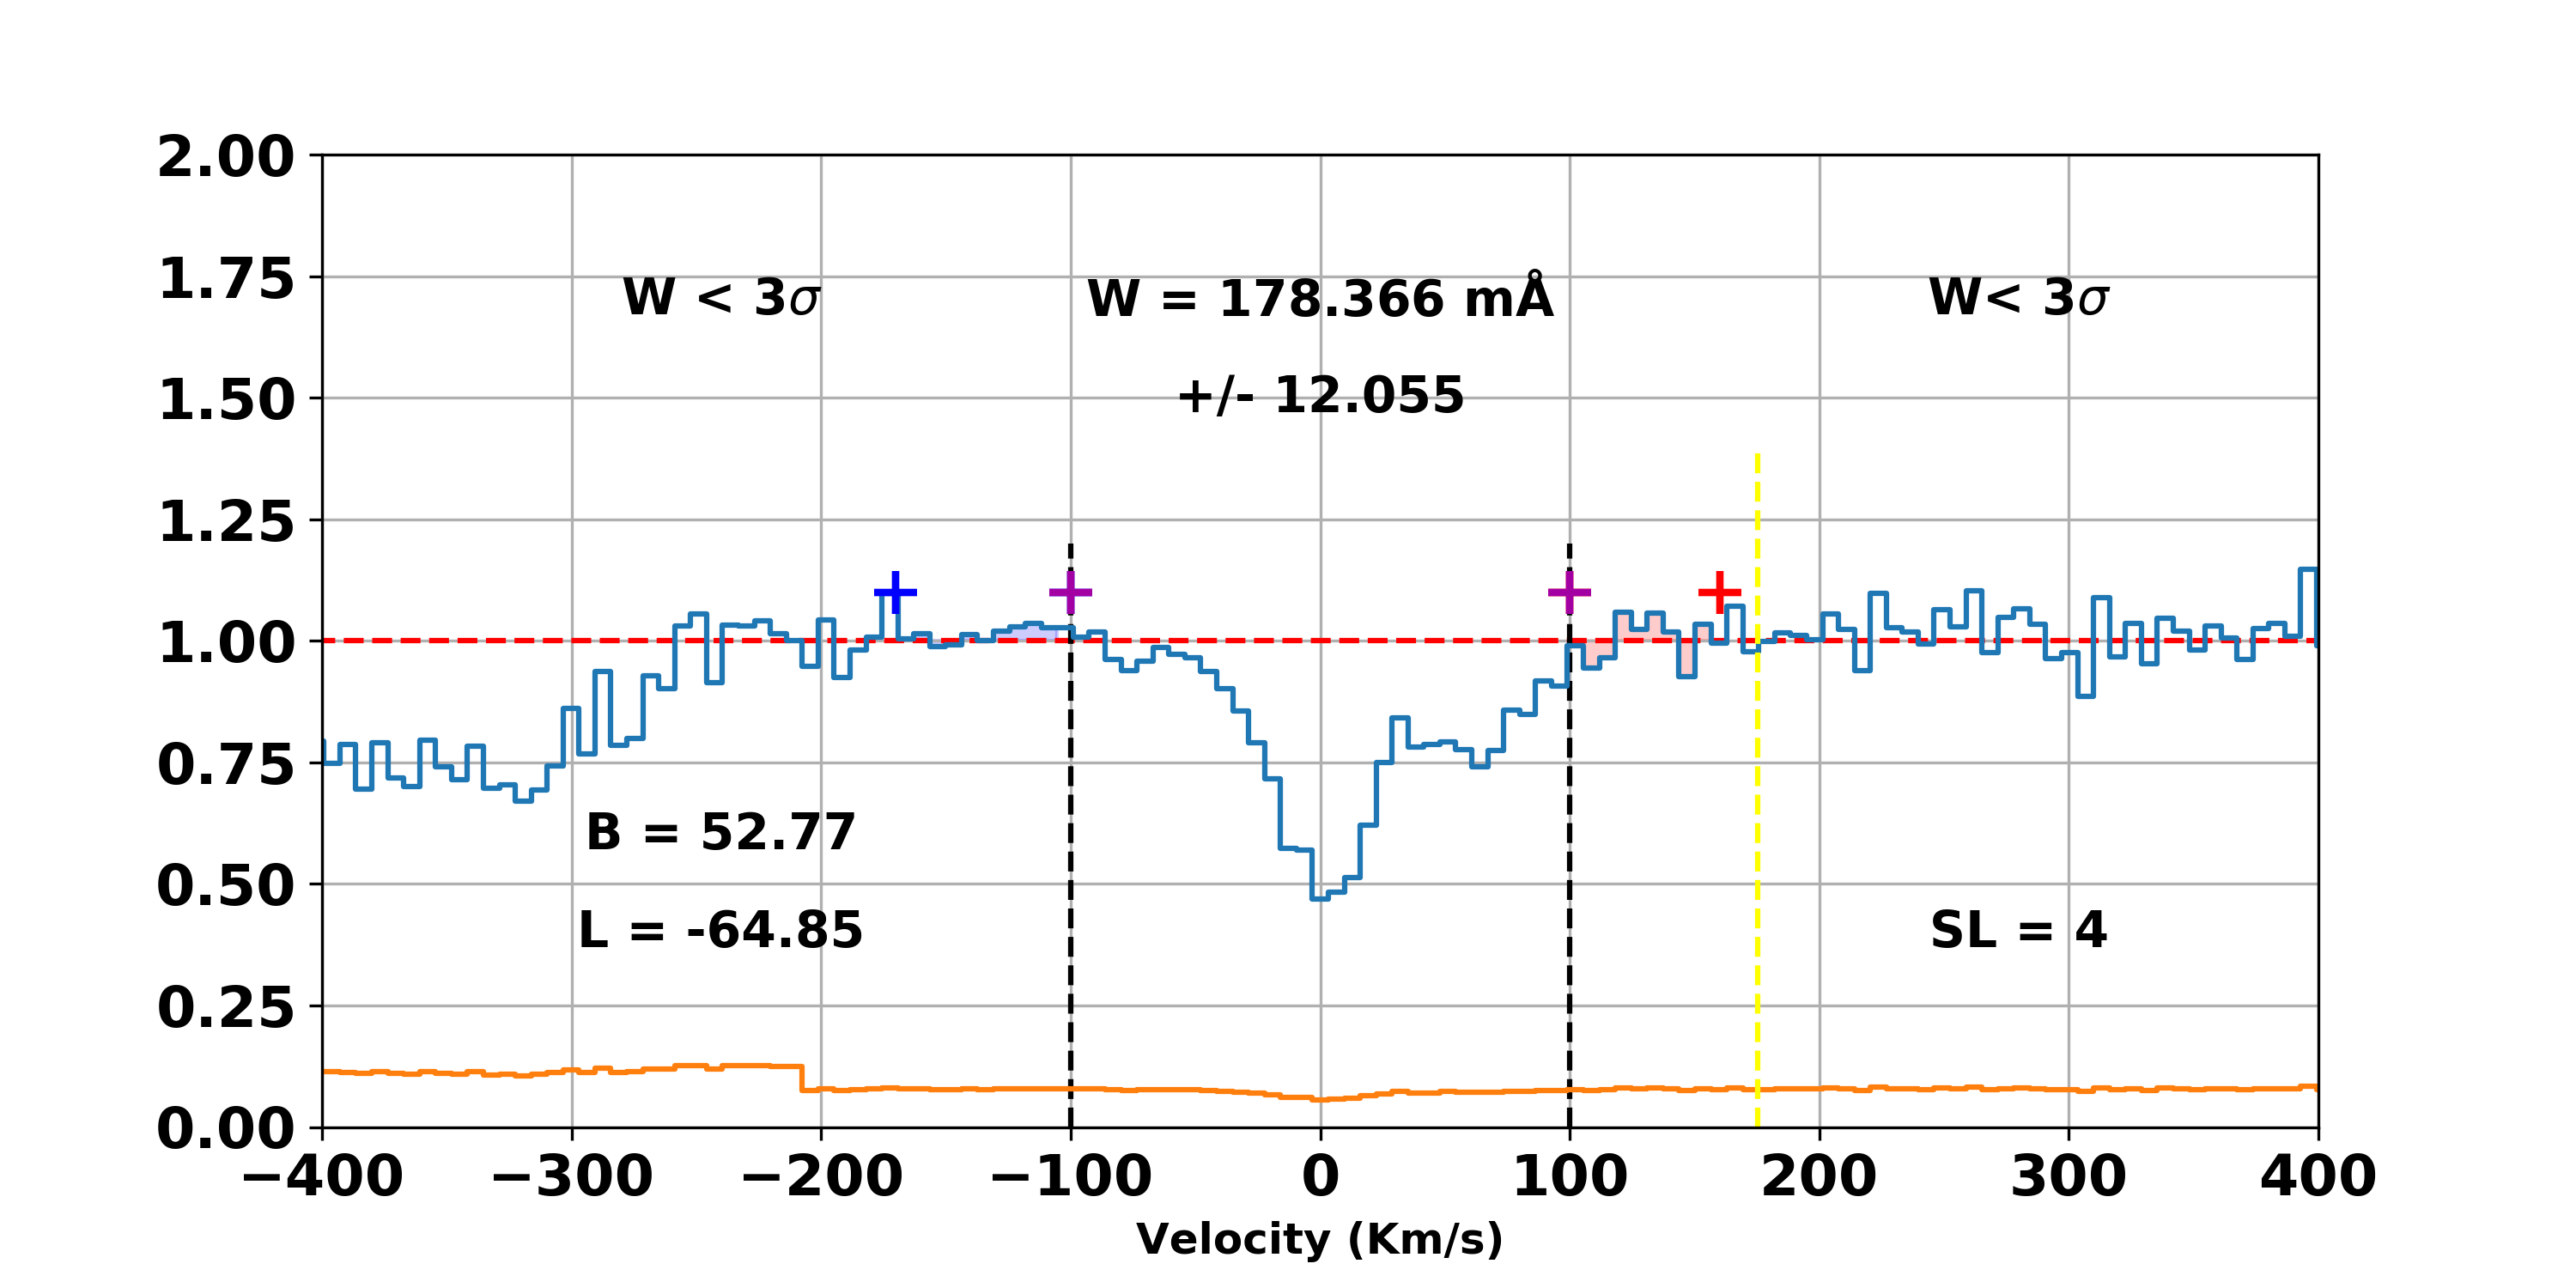 2.00
1.75
1.50
1.25
1.00
0.75
0.50
0.25
0.00
W < 3σ
W = 178.366 mÅ
+/- 12.055
W< 3σ
B = 52.77
L = -64.85
SL = 4
−400 −300 −200 −100 0 100 200 300 400
Velocity (Km/s)